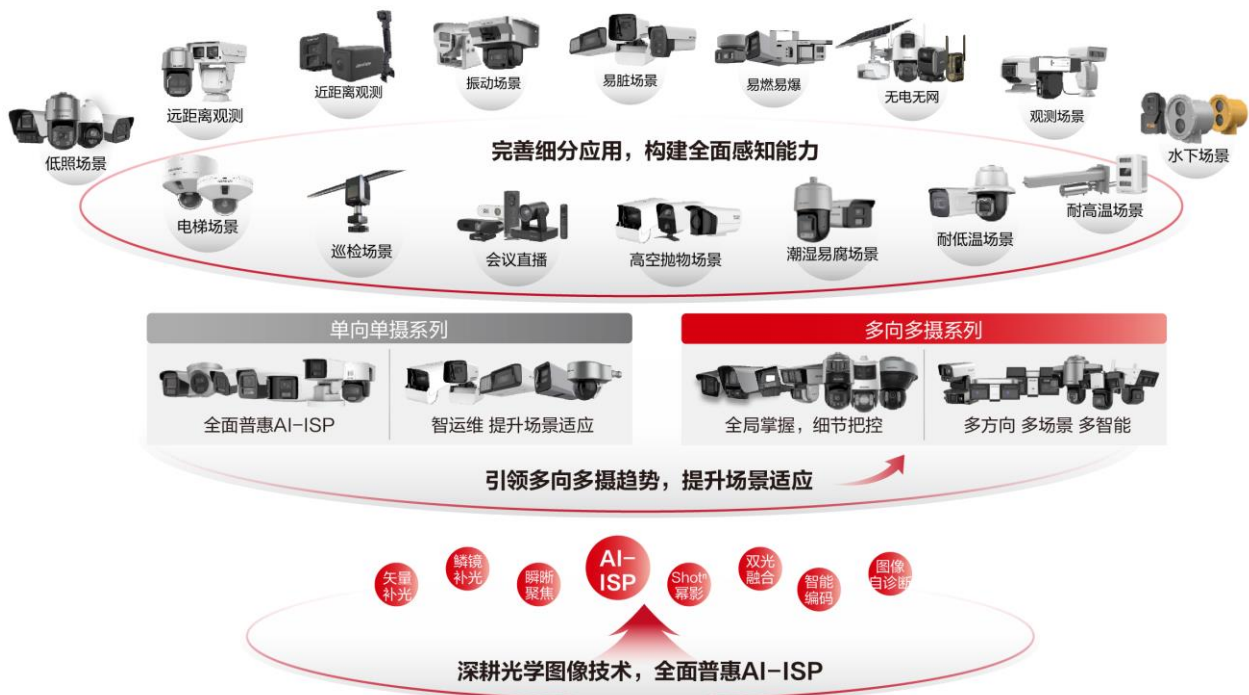 近距离观测
振动场景
易脏场景
易燃易爆
无电无网
远距离观测
观测场景
低照场景
水下场景
完善细分应用，构建全面感知能力
电梯场景
巡检场景
会议直播
高空抛物场景
潮湿易腐场景
耐低温场景
耐高温场景
单向单摄系列
多向多摄系列
全面普惠AI-ISP
智运维 提升场景适应
全局掌握，细节把控
多方向 多场景 多智能
引领多向多摄趋势，提升场景适应
矢量
补光
鳞镜
补光
瞬晰
聚焦
AI-
ISP
Shotⁿ
幂影
双光
融合
智能
编码
图像
自诊断
深耕光学图像技术，全面普惠AI-ISP